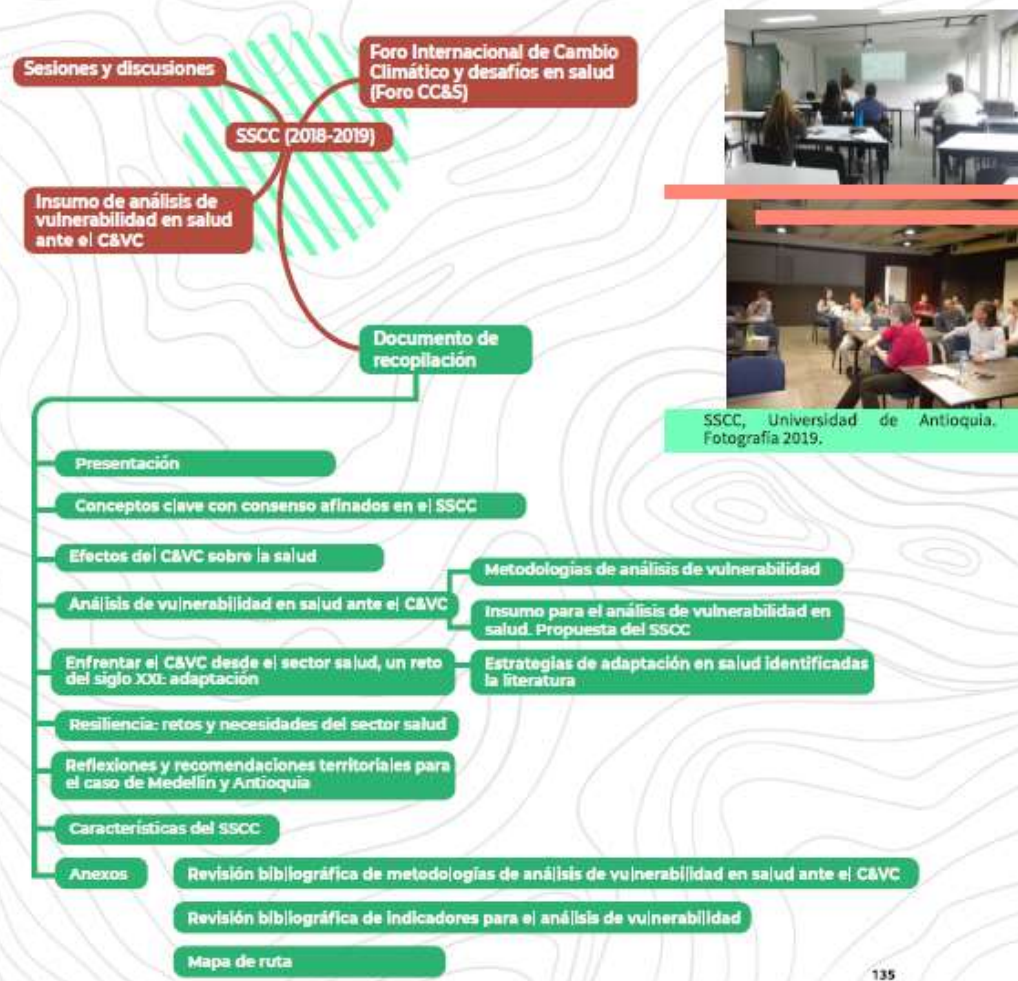 Sesiones y discusiones
Foro Internacional de Cambio
Climático y desafíos en salud
(Foro CC&S)
SSCC (2018-2019)
Insumo de análisis de
vulnerabilidad en salud
ante el C&VC
Documento de
recopilación
SSCC, Universidad de Antioquia.
Fotografía 2019.
Presentación
Conceptos clave con consenso afinados en el SSCC
Efectos del C&VC sobre la salud
Análisis de vulnerabilidad en salud ante el C&VC
Metodologías de análisis de vulnerabilidad
Insumo para el análisis de vulnerabilidad en
salud. Propuesta del SSCC
Enfrentar el C&VC desde el sector salud, un reto
del siglo XXI: adaptación
Estrategias de adaptación en salud identificadas
la literatura
Resiliencia: retos y necesidades del sector salud
Reflexiones y recomendaciones territoriales para
el caso de Medellín y Antioquia
Características del SSCC
Anexos
Revisión bibliográfica de metodologías de análisis de vulnerabilidad en salud ante el C&VC
Revisión bibliográfica de indicadores para el análisis de vulnerabilidad
Mapa de ruta
135